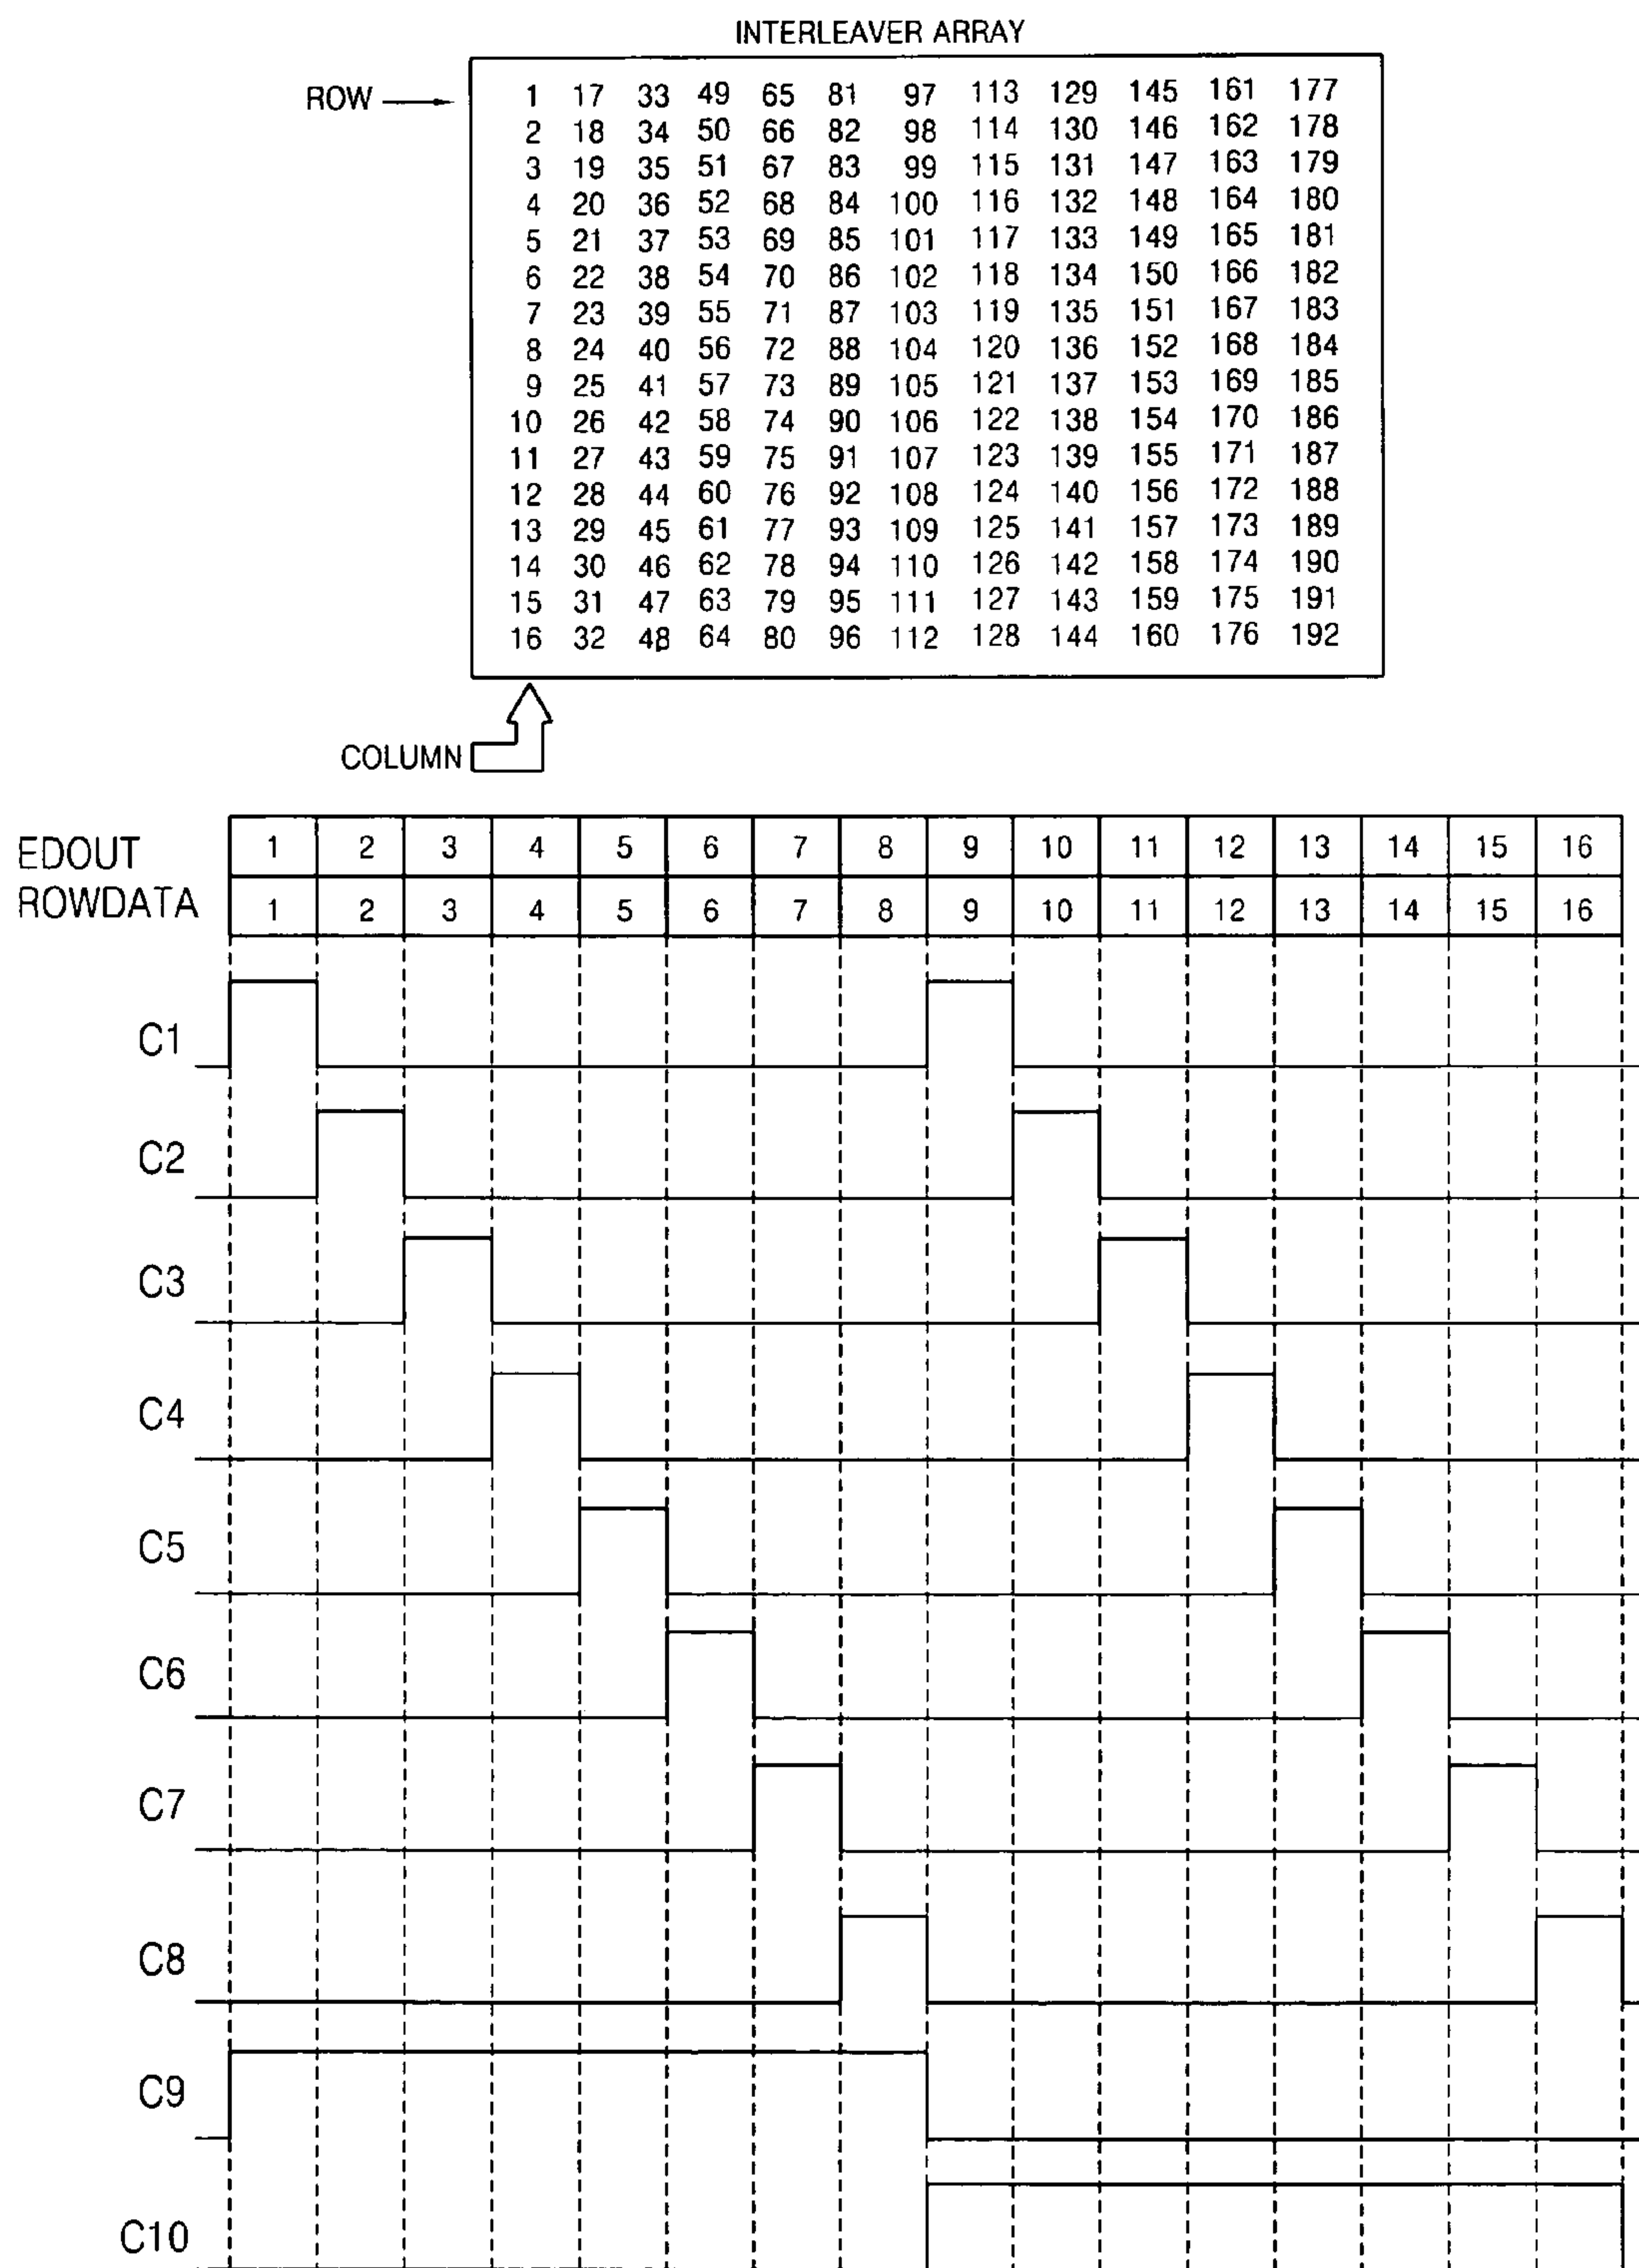 INTERLEAVER ARRAY
ROW
1 17 33 49 65 81 97 113 129 145 161 177
2 18 34 50 66 82 98 114 130 146 162 178
3 19 35 51 67 83 99 115 131 147 163 179
4 20 36 52 68 84 100 116 132 148 164 180
5 21 37 53 69 85 101 117 133 149 165 181
6 22 38 54 70 86 102 118 134 150 166 182
7 23 39 55 71 87 103 119 135 151 167 183
8 24 40 56 72 88 104 120 136 152 168 184
9 25 41 57 73 89 105 121 137 153 169 185
10 26 42 58 74 90 106 122 138 154 170 186
11 27 43 59 75 91 107 123 139 155 171 187
12 28 44 60 76 92 108 124 140 156 172 188
13 29 45 61 77 93 109 125 141 157 173 189
14 30 46 62 78 94 110 126 142 158 174 190
15 31 47 63 79 95 111 127 143 159 175 191
16 32 48 64 80 96 112 128 144 160 176 192
COLUMN
EDOUT 1 2 3 4 5 6 7 8 9 10 11 12 13 14 15 16
ROWDATA 1 2 3 4 5 6 7 8 9 10 11 12 13 14 15 16
C1
C2
C3
C4
C5
C6
C7
C8
C9
C10